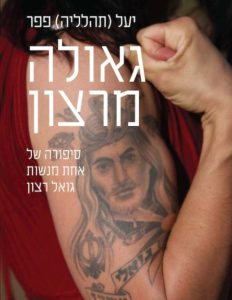 יעל (תהלליה) פפר
גאולה
מרצון
סיפורה של
אחת מנשות
גואל רצון